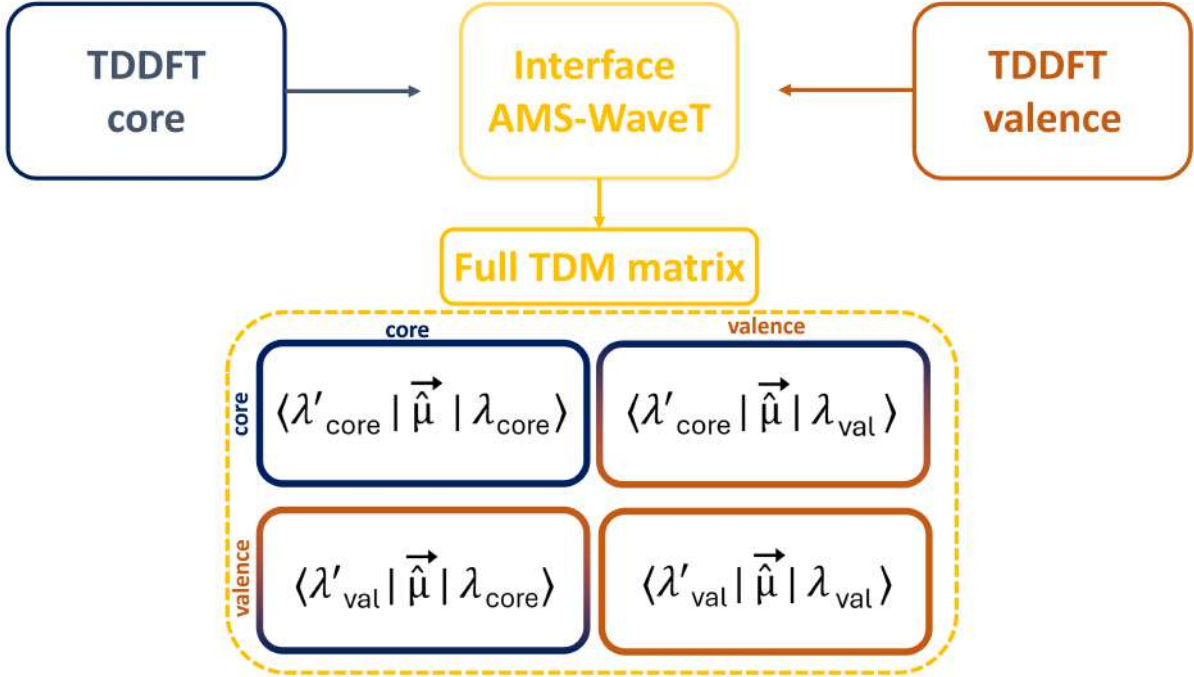 TDDFT
core
Interface
AMS-WaveT
TDDFT
valence
Full TDM matrix
core
valence
core
⟨λ′core | μ̂⃗ | λcore⟩
⟨λ′core | μ̂⃗ | λval⟩
valence
⟨λ′val | μ̂⃗ | λcore⟩
⟨λ′val | μ̂⃗ | λval⟩